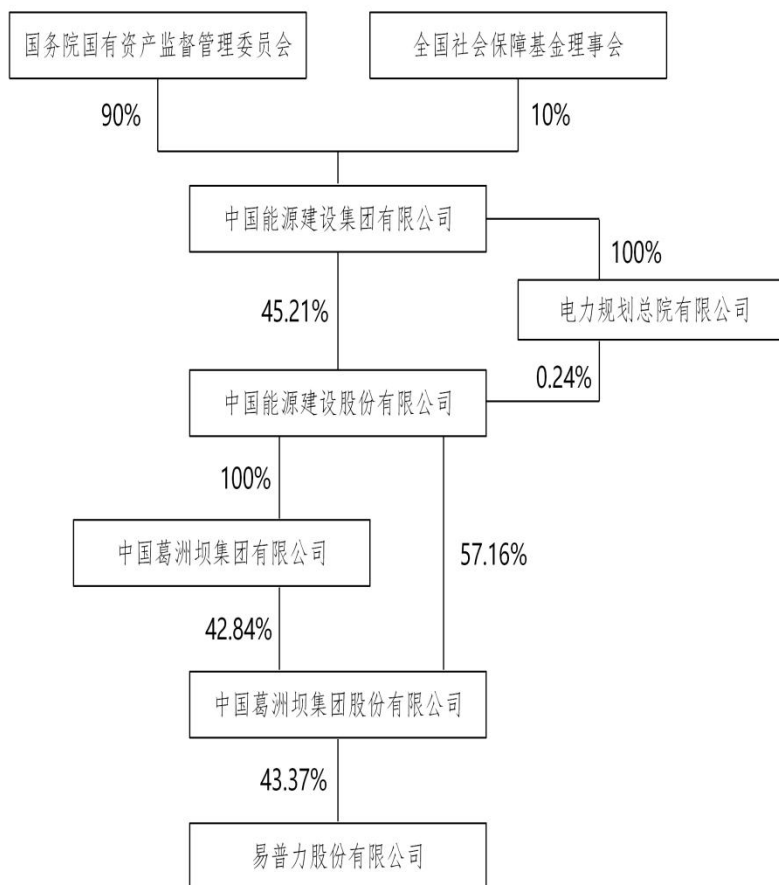 国务院国有资产监督管理委员会
全国社会保障基金理事会
90%
10%
中国能源建设集团有限公司
100%
45.21%
电力规划总院有限公司
0.24%
中国能源建设股份有限公司
100%
中国葛洲坝集团有限公司
57.16%
42.84%
中国葛洲坝集团股份有限公司
43.37%
易普力股份有限公司